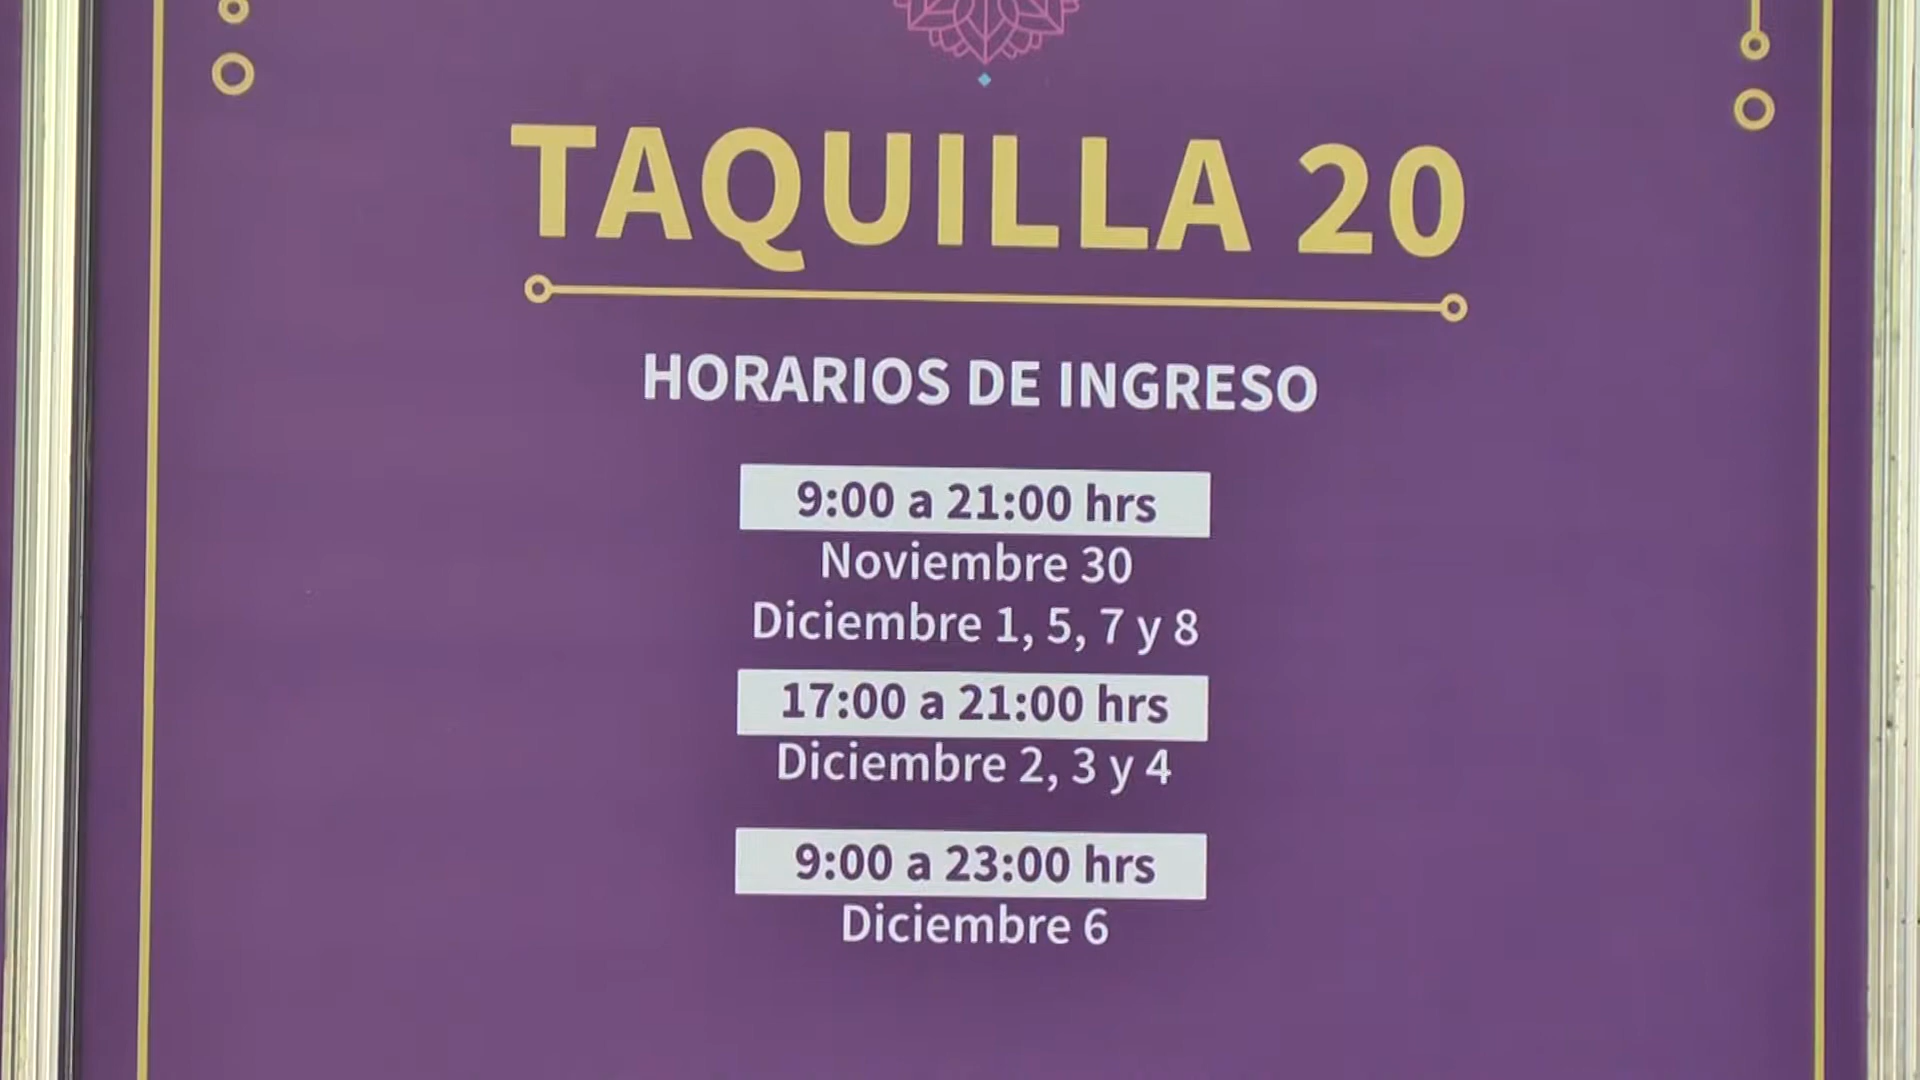 TAQUILLA 20
HORARIOS DE INGRESO
9:00 a 21:00 hrs
Noviembre 30
Diciembre 1, 5, 7 y 8
17:00 a 21:00 hrs
Diciembre 2, 3 y 4
9:00 a 23:00 hrs
Diciembre 6